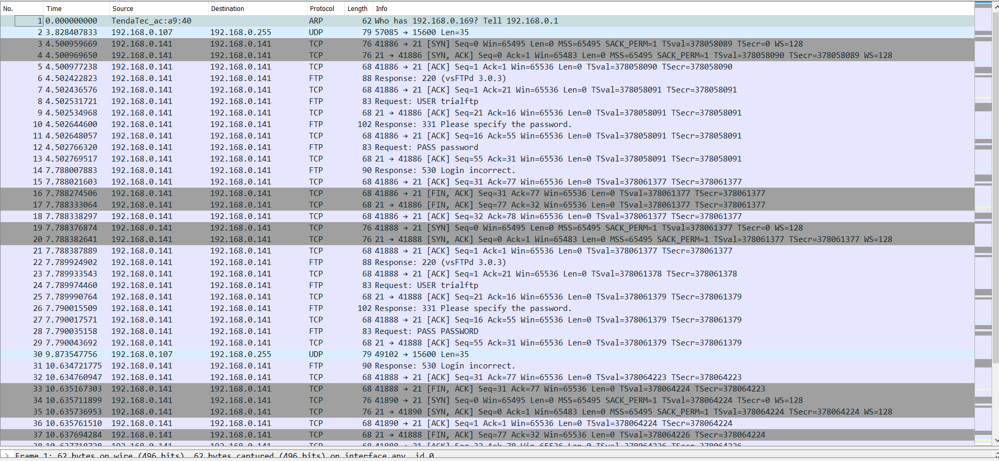 No. Time Source Destination Protocol Length Info
1 0.000000000 TendaTec_ac:a9:40 ARP 62 Who has 192.168.0.169? Tell 192.168.0.1
2 3.828407833 192.168.0.107 192.168.0.255 UDP 79 57085 → 15600 Len=35
3 4.500959669 192.168.0.141 192.168.0.141 TCP 76 41886 → 21 [SYN] Seq=0 Win=65495 Len=0 MSS=65495 SACK_PERM=1 TSval=378058089 TSecr=0 WS=128
4 4.500969650 192.168.0.141 192.168.0.141 TCP 76 21 → 41886 [SYN, ACK] Seq=0 Ack=1 Win=65483 Len=0 MSS=65495 SACK_PERM=1 TSval=378058090 TSecr=378058089 WS=128
5 4.500977238 192.168.0.141 192.168.0.141 TCP 68 41886 → 21 [ACK] Seq=1 Ack=1 Win=65536 Len=0 TSval=378058090 TSecr=378058090
6 4.502422823 192.168.0.141 192.168.0.141 FTP 88 Response: 220 (vsFTPd 3.0.3)
7 4.502436576 192.168.0.141 192.168.0.141 TCP 68 41886 → 21 [ACK] Seq=1 Ack=21 Win=65536 Len=0 TSval=378058091 TSecr=378058091
8 4.502531721 192.168.0.141 192.168.0.141 FTP 83 Request: USER trialftp
9 4.502534968 192.168.0.141 192.168.0.141 TCP 68 21 → 41886 [ACK] Seq=21 Ack=16 Win=65536 Len=0 TSval=378058091 TSecr=378058091
10 4.502644600 192.168.0.141 192.168.0.141 FTP 102 Response: 331 Please specify the password.
11 4.502648057 192.168.0.141 192.168.0.141 TCP 68 41886 → 21 [ACK] Seq=16 Ack=55 Win=65536 Len=0 TSval=378058091 TSecr=378058091
12 4.502766320 192.168.0.141 192.168.0.141 FTP 83 Request: PASS password
13 4.502769517 192.168.0.141 192.168.0.141 TCP 68 21 → 41886 [ACK] Seq=55 Ack=31 Win=65536 Len=0 TSval=378058091 TSecr=378058091
14 7.788007883 192.168.0.141 192.168.0.141 FTP 90 Response: 530 Login incorrect.
15 7.788021603 192.168.0.141 192.168.0.141 TCP 68 41886 → 21 [ACK] Seq=31 Ack=77 Win=65536 Len=0 TSval=378061377 TSecr=378061377
16 7.788274506 192.168.0.141 192.168.0.141 TCP 68 41886 → 21 [FIN, ACK] Seq=31 Ack=77 Win=65536 Len=0 TSval=378061377 TSecr=378061377
17 7.788333064 192.168.0.141 192.168.0.141 TCP 68 21 → 41886 [FIN, ACK] Seq=77 Ack=32 Win=65536 Len=0 TSval=378061377 TSecr=378061377
18 7.788338297 192.168.0.141 192.168.0.141 TCP 68 41886 → 21 [ACK] Seq=32 Ack=78 Win=65536 Len=0 TSval=378061377 TSecr=378061377
19 7.788376874 192.168.0.141 192.168.0.141 TCP 76 41888 → 21 [SYN] Seq=0 Win=65495 Len=0 MSS=65495 SACK_PERM=1 TSval=378061377 TSecr=0 WS=128
20 7.788382641 192.168.0.141 192.168.0.141 TCP 76 21 → 41888 [SYN, ACK] Seq=0 Ack=1 Win=65483 Len=0 MSS=65495 SACK_PERM=1 TSval=378061377 TSecr=378061377 WS=128
21 7.788387889 192.168.0.141 192.168.0.141 TCP 68 41888 → 21 [ACK] Seq=1 Ack=1 Win=65536 Len=0 TSval=378061377 TSecr=378061377
22 7.789924902 192.168.0.141 192.168.0.141 FTP 88 Response: 220 (vsFTPd 3.0.3)
23 7.789933543 192.168.0.141 192.168.0.141 TCP 68 41888 → 21 [ACK] Seq=1 Ack=21 Win=65536 Len=0 TSval=378061378 TSecr=378061378
24 7.789974460 192.168.0.141 192.168.0.141 FTP 83 Request: USER trialftp
25 7.789990764 192.168.0.141 192.168.0.141 TCP 68 21 → 41888 [ACK] Seq=21 Ack=16 Win=65536 Len=0 TSval=378061379 TSecr=378061379
26 7.790015509 192.168.0.141 192.168.0.141 FTP 102 Response: 331 Please specify the password.
27 7.790017571 192.168.0.141 192.168.0.141 TCP 68 41888 → 21 [ACK] Seq=16 Ack=55 Win=65536 Len=0 TSval=378061379 TSecr=378061379
28 7.790035158 192.168.0.141 192.168.0.141 FTP 83 Request: PASS PASSWORD
29 7.790043692 192.168.0.141 192.168.0.141 TCP 68 21 → 41888 [ACK] Seq=55 Ack=31 Win=65536 Len=0 TSval=378061379 TSecr=378061379
30 9.873547756 192.168.0.107 192.168.0.255 UDP 79 49102 → 15600 Len=35
31 10.634721775 192.168.0.141 192.168.0.141 FTP 90 Response: 530 Login incorrect.
32 10.634760947 192.168.0.141 192.168.0.141 TCP 68 41888 → 21 [ACK] Seq=31 Ack=77 Win=65536 Len=0 TSval=378064223 TSecr=378064223
33 10.635167303 192.168.0.141 192.168.0.141 TCP 68 41888 → 21 [FIN, ACK] Seq=31 Ack=77 Win=65536 Len=0 TSval=378064224 TSecr=378064223
34 10.635711899 192.168.0.141 192.168.0.141 TCP 76 41890 → 21 [SYN] Seq=0 Win=65495 Len=0 MSS=65495 SACK_PERM=1 TSval=378064224 TSecr=0 WS=128
35 10.635736953 192.168.0.141 192.168.0.141 TCP 76 21 → 41890 [SYN, ACK] Seq=0 Ack=1 Win=65483 Len=0 MSS=65495 SACK_PERM=1 TSval=378064224 TSecr=378064224 WS=128
36 10.635761510 192.168.0.141 192.168.0.141 TCP 68 41890 → 21 [ACK] Seq=1 Ack=1 Win=65536 Len=0 TSval=378064224 TSecr=378064224
37 10.637694284 192.168.0.141 192.168.0.141 TCP 68 21 → 41888 [FIN, ACK] Seq=77 Ack=32 Win=65536 Len=0 TSval=378064226 TSecr=378064224
Frame 1: 62 bytes on wire (496 bits), 62 bytes captured (496 bits) on interface any, id 0